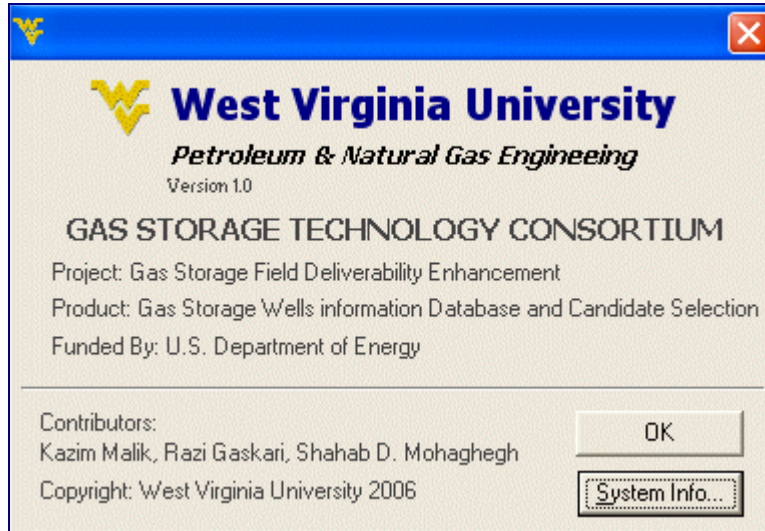 West Virginia University
Petroleum & Natural Gas Engineeing
Version 1.0
GAS STORAGE TECHNOLOGY CONSORTIUM
Project: Gas Storage Field Deliverability Enhancement
Product: Gas Storage Wells information Database and Candidate Selection
Funded By: U.S. Department of Energy
Contributors:
Kazim Malik, Razi Gaskari, Shahab D. Mohaghegh
Copyright: West Virginia University 2006
OK
System Info...